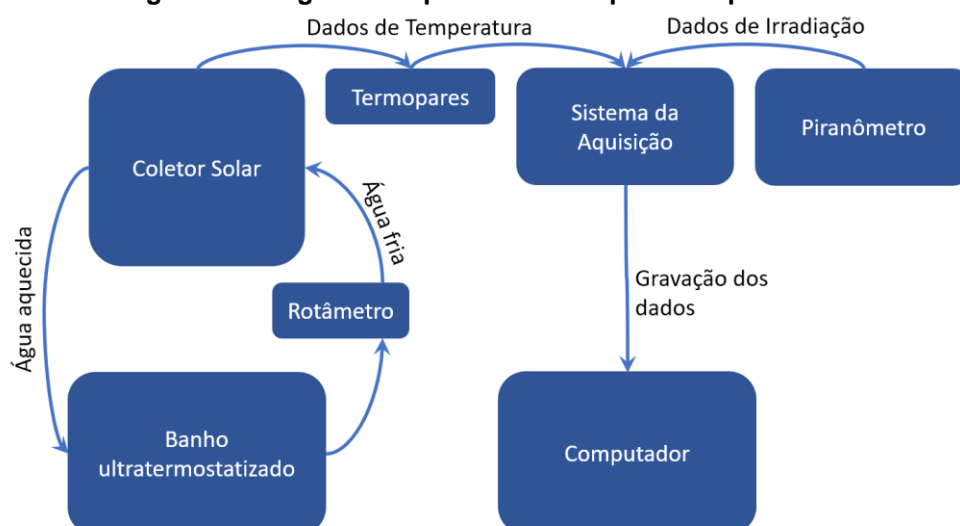 Dados de Temperatura
Dados de Irradiação
Termopares
Sistema da
Aquisição
Piranômetro
Coletor Solar
Água fria
Água aquecida
Rotâmetro
Gravação dos
dados
Banho
ultratermostatizado
Computador